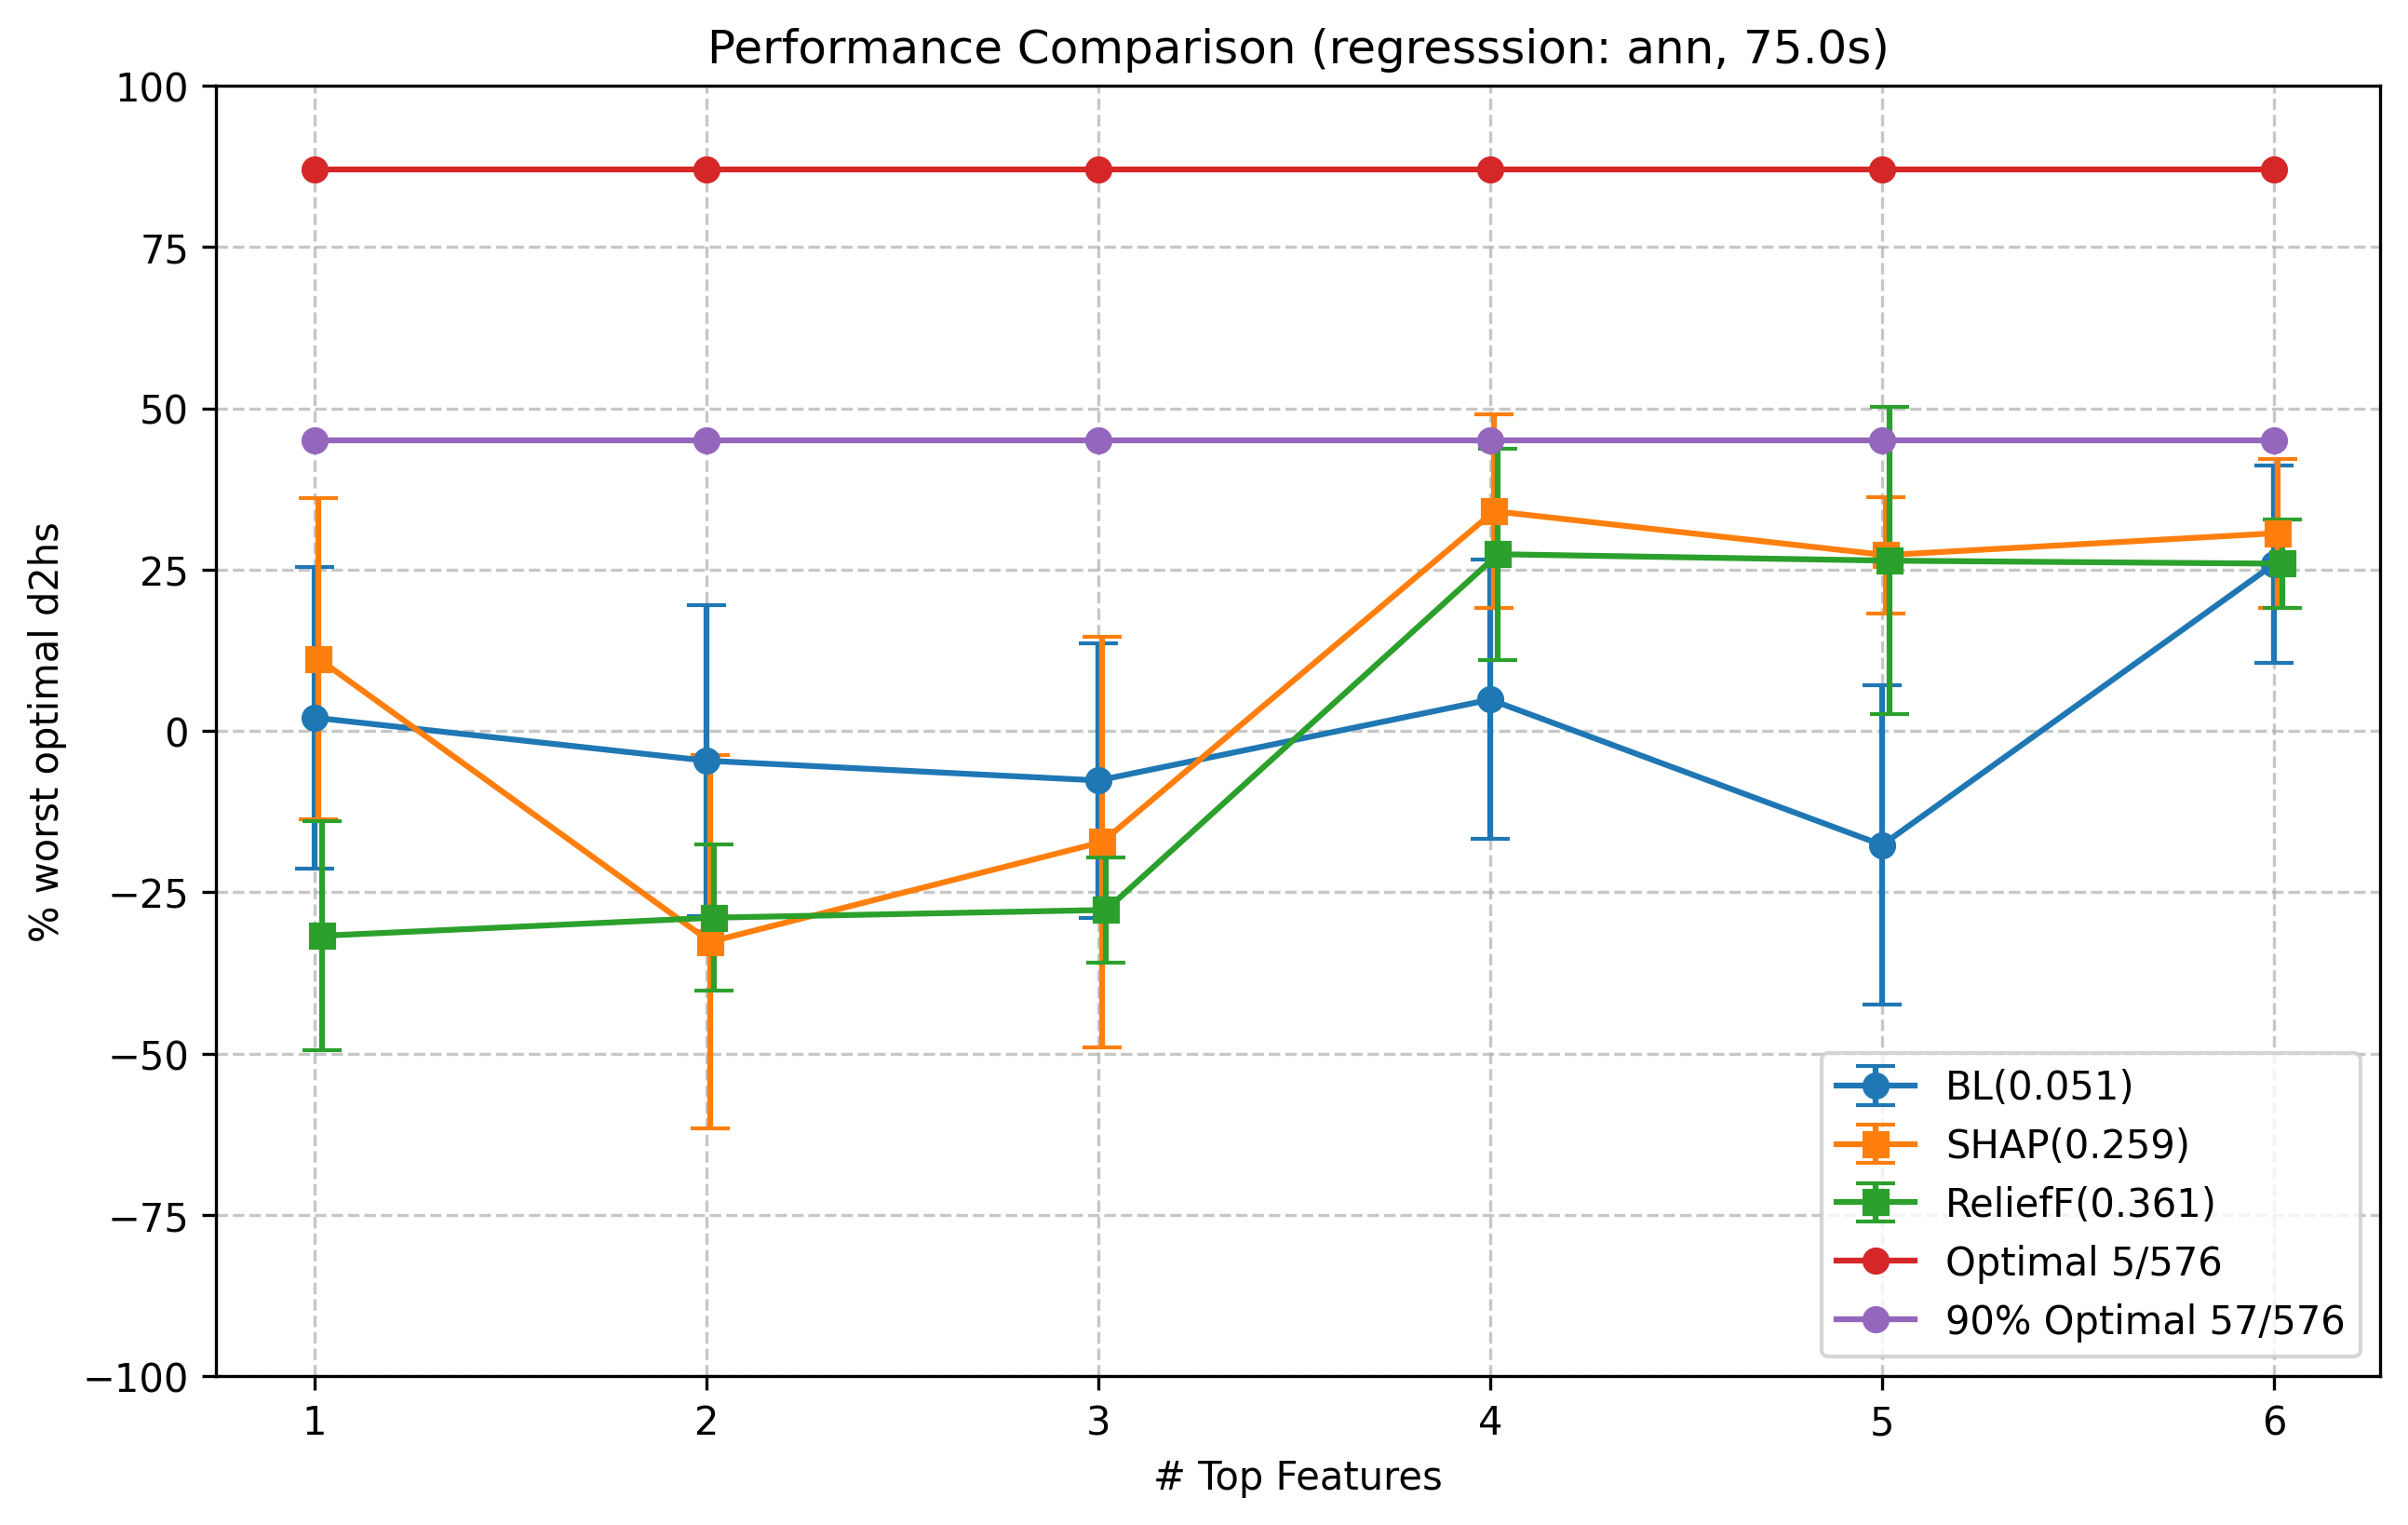 Performance Comparison (regresssion: ann, 75.0s)
% worst optimal d2hs
100
75
50
25
0
−25
−50
−75
−100
BL(0.051)
SHAP(0.259)
ReliefF(0.361)
Optimal 5/576
90% Optimal 57/576
1 2 3 4 5 6
# Top Features